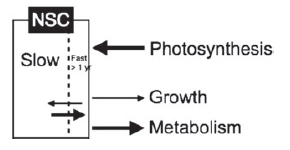 NSC
Slow
Fast
> 1 yr
Photosynthesis
Growth
Metabolism